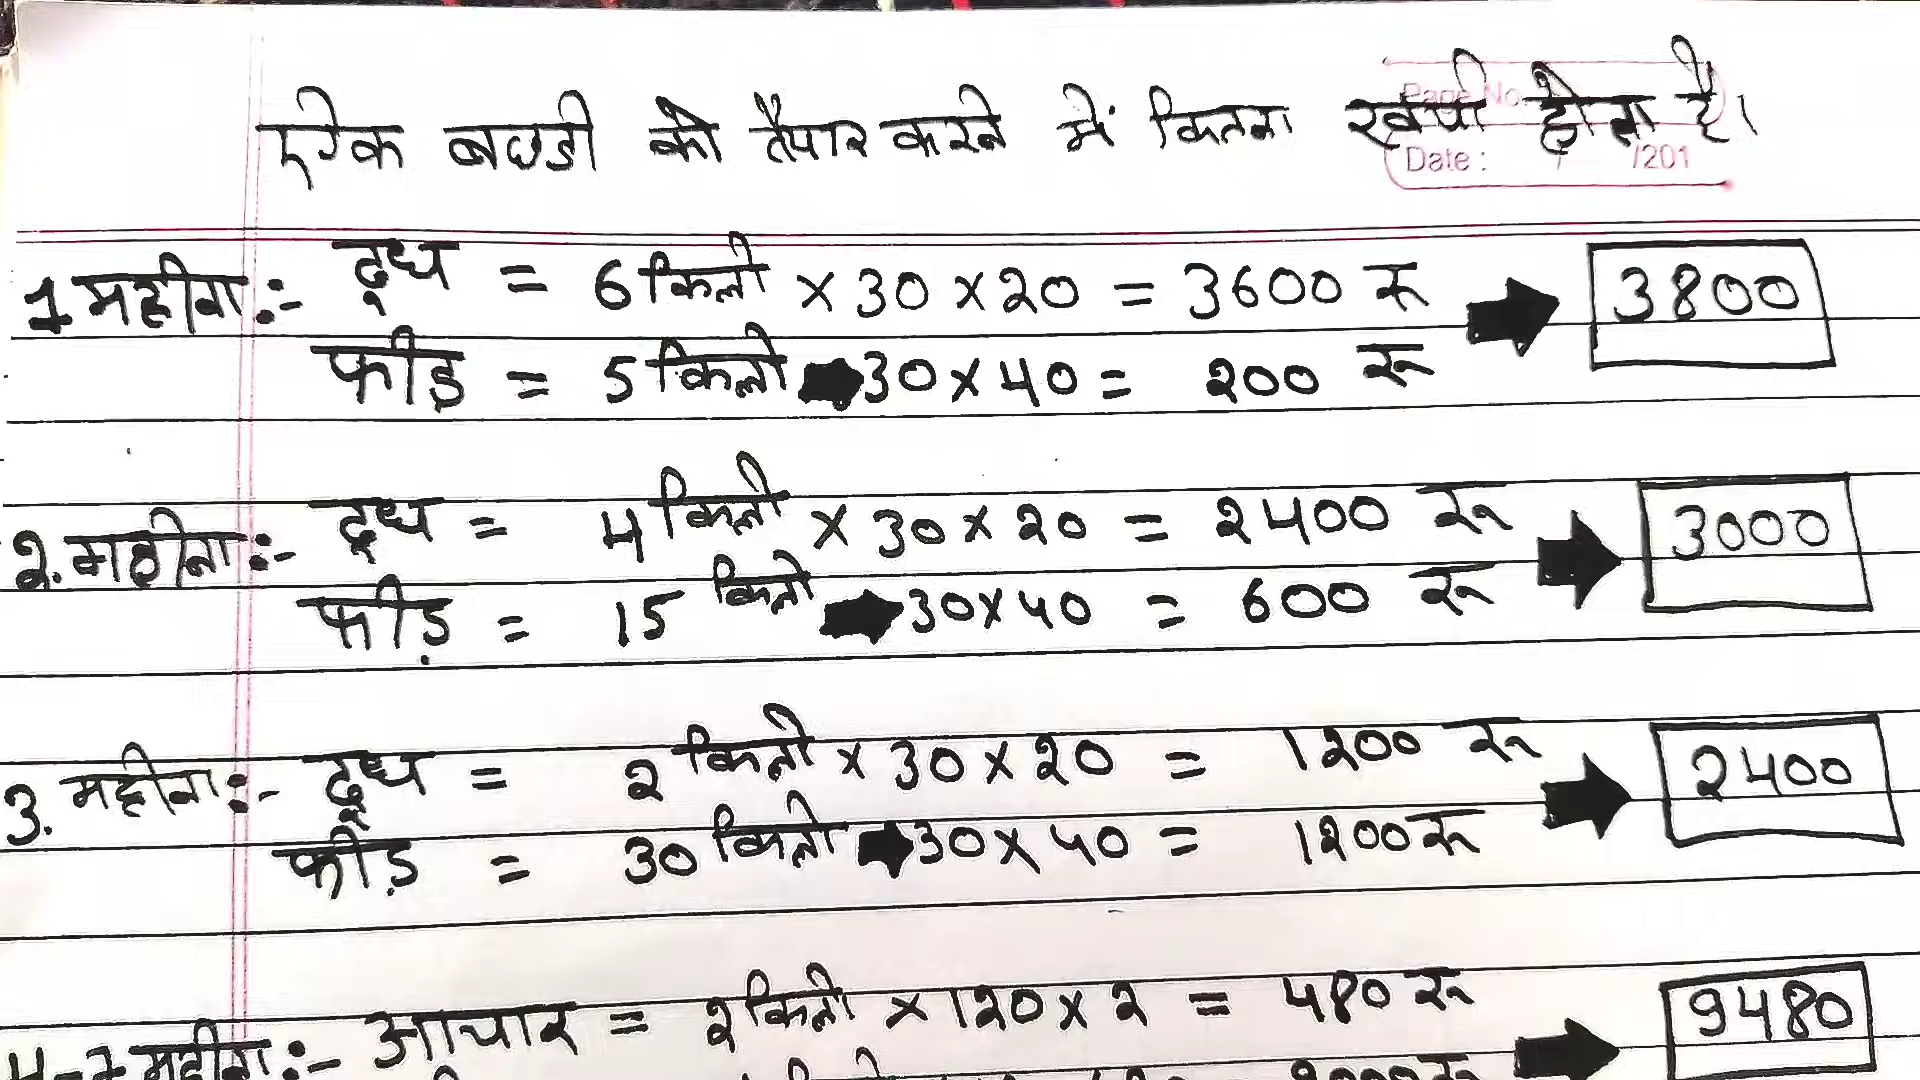 ऐक बछडी को तैयार करने में कितना खर्चा होता है।
Page No.
Date : / /201
1 महीना :- दूध = 6 किलो × 30 × 20 = 3600 रू ➡ 3800
फीड = 5 किलो ➡ 30 × 40 = 200 रू
2. महीना :- दूध = 4 किलो × 30 × 20 = 2400 रू ➡ 3000
फीड़ = 15 किलो ➡ 30 × 40 = 600 रू
3. महीना :- दूध = 2 किलो × 30 × 20 = 1200 रू ➡ 2400
फीड़ = 30 किलो ➡ 30 × 40 = 1200 रू
4-7 महीना :- आचार = 2 किलो × 120 × 2 = 480 रू ➡ 9480